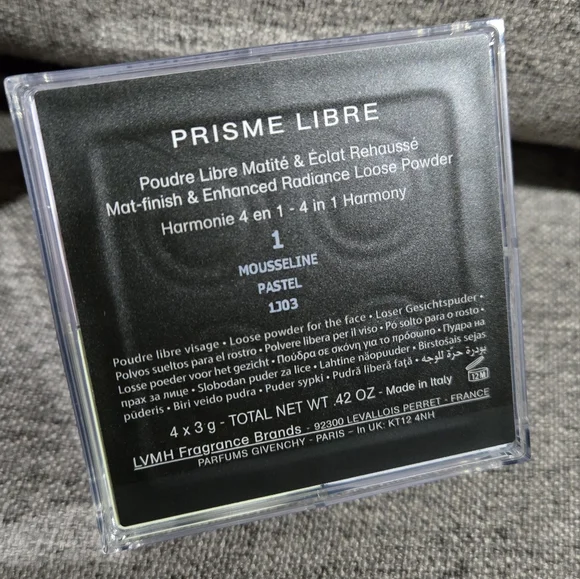 PRISME LIBRE
Poudre Libre Matité & Éclat Rehaussé
Mat-finish & Enhanced Radiance Loose Powder
Harmonie 4 en 1 - 4 in 1 Harmony
1
MOUSSELINE
PASTEL
1J03
Poudre libre visage • Loose powder for the face • Loser Gesichtspuder •
Polvos sueltos para el rostro • Polvere libera per il viso • Pó solto para o rosto •
Losse poeder voor het gezicht • Πούδρα σε σκόνη για το πρόσωπο • Пудра на
прах за лице • Slobodan puder za lice • Lahtine näopuuder • Birstošais sejas
pūderis • Biri veido pudra • Puder sypki • Pudră liberă față • بودرة حرّة للوجه
12M
4 x 3 g - TOTAL NET WT .42 OZ - Made in Italy
LVMH Fragrance Brands - 92300 LEVALLOIS PERRET - FRANCE
PARFUMS GIVENCHY - PARIS - In UK: KT12 4NH